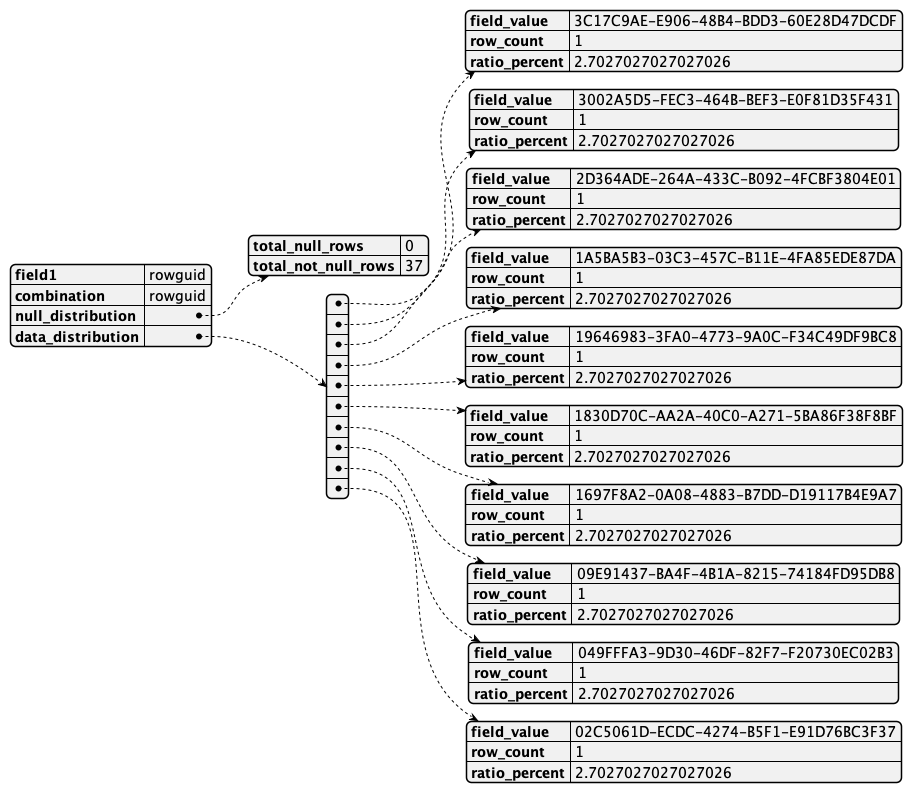 field1 rowguid
combination rowguid
null_distribution
data_distribution
total_null_rows 0
total_not_null_rows 37
field_value 3C17C9AE-E906-48B4-BDD3-60E28D47DCDF
row_count 1
ratio_percent 2.7027027027027026
field_value 3002A5D5-FEC3-464B-BEF3-E0F81D35F431
row_count 1
ratio_percent 2.7027027027027026
field_value 2D364ADE-264A-433C-B092-4FCBF3804E01
row_count 1
ratio_percent 2.7027027027027026
field_value 1A5BA5B3-03C3-457C-B11E-4FA85EDE87DA
row_count 1
ratio_percent 2.7027027027027026
field_value 19646983-3FA0-4773-9A0C-F34C49DF9BC8
row_count 1
ratio_percent 2.7027027027027026
field_value 1830D70C-AA2A-40C0-A271-5BA86F38F8BF
row_count 1
ratio_percent 2.7027027027027026
field_value 1697F8A2-0A08-4883-B7DD-D19117B4E9A7
row_count 1
ratio_percent 2.7027027027027026
field_value 09E91437-BA4F-4B1A-8215-74184FD95DB8
row_count 1
ratio_percent 2.7027027027027026
field_value 049FFFA3-9D30-46DF-82F7-F20730EC02B3
row_count 1
ratio_percent 2.7027027027027026
field_value 02C5061D-ECDC-4274-B5F1-E91D76BC3F37
row_count 1
ratio_percent 2.7027027027027026